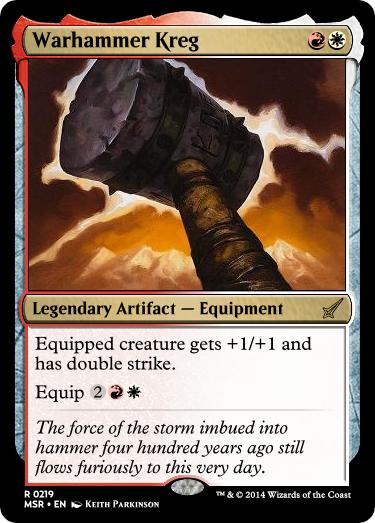 Warhammer Kreg
Legendary Artifact — Equipment
Equipped creature gets +1/+1 and
has double strike.
Equip 2
The force of the storm imbued into
hammer four hundred years ago still
flows furiously to this very day.
R 0219
MSR • EN Keith Parkinson
™ & © 2014 Wizards of the Coast